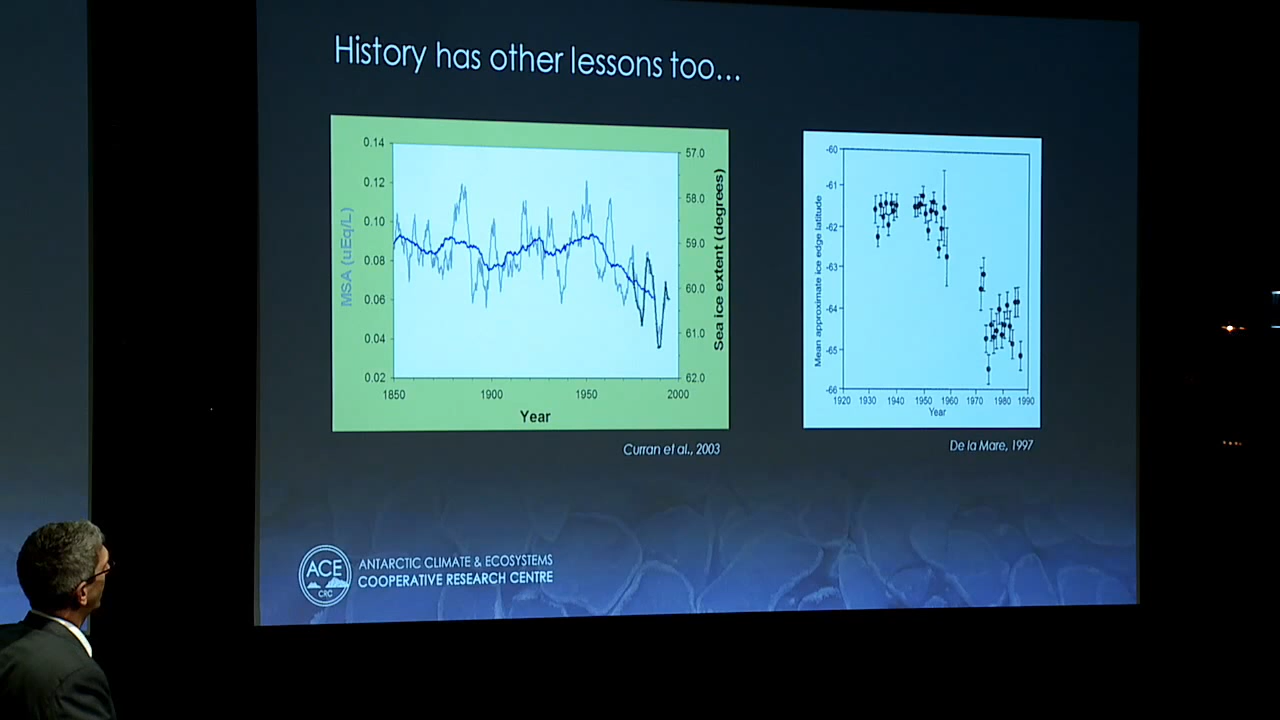 History has other lessons too...
0.14
0.12
0.10
0.08
0.06
0.04
0.02
MSA (uEq/L)
57.0
58.0
59.0
60.0
61.0
62.0
Sea ice extent (degrees)
1850
1900
1950
2000
Year
Curran et al., 2003
-60
-61
-62
-63
-64
-65
-66
Mean approximate ice edge latitude
1920 1930 1940 1950 1960 1970 1980 1990
Year
De la Mare, 1997
ACE
CRC
ANTARCTIC CLIMATE & ECOSYSTEMS
COOPERATIVE RESEARCH CENTRE